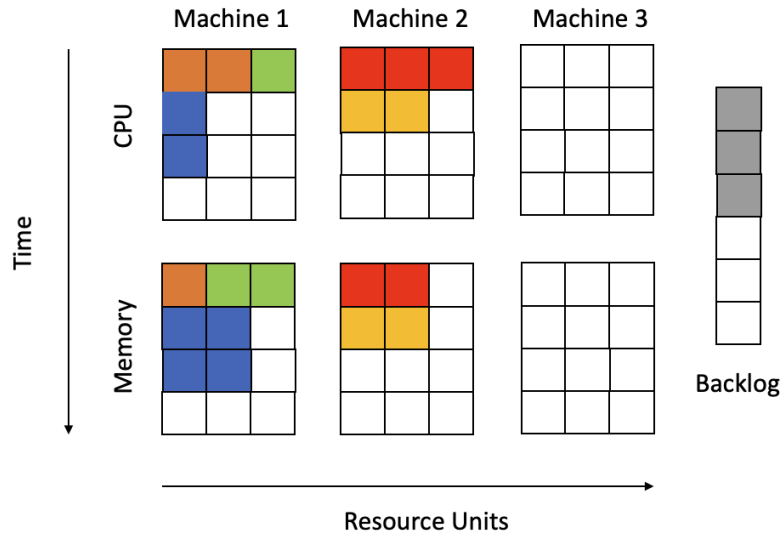 Machine 1
Machine 2
Machine 3
CPU
Time
Memory
Backlog
Resource Units